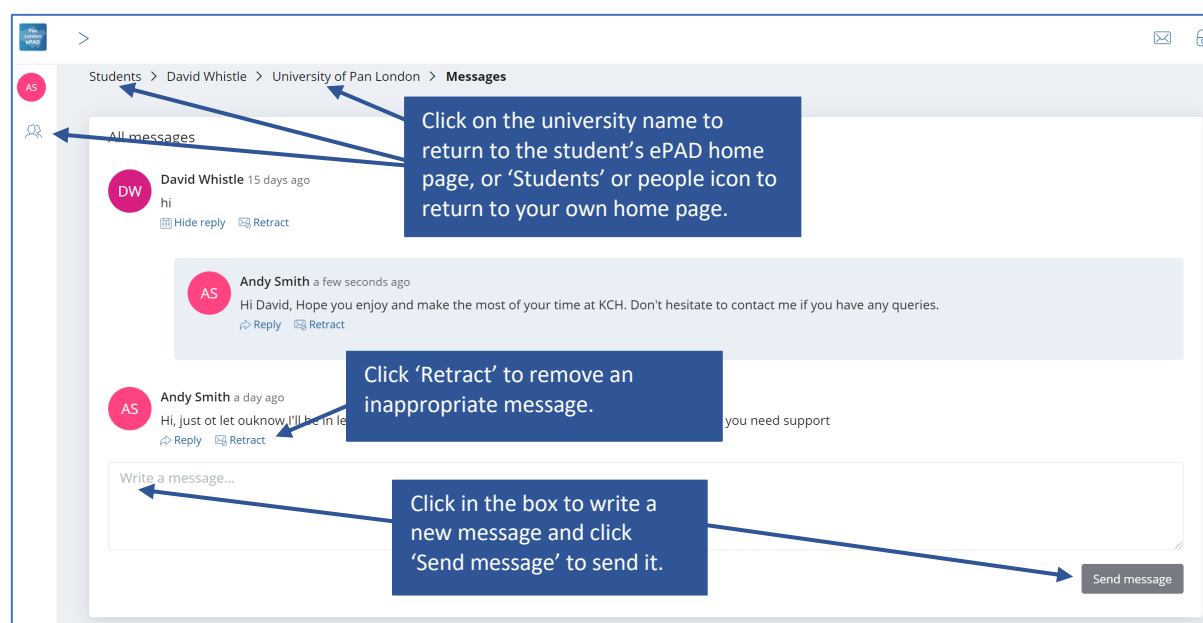 Pan
London
ePAD
>
AS
Students > David Whistle > University of Pan London > Messages
Click on the university name to
return to the student’s ePAD home
page, or ‘Students’ or people icon to
return to your own home page.
All messages
DW
David Whistle 15 days ago
hi
Hide reply Retract
AS
Andy Smith a few seconds ago
Hi David, Hope you enjoy and make the most of your time at KCH. Don't hesitate to contact me if you have any queries.
Reply Retract
Click ‘Retract’ to remove an
inappropriate message.
AS
Andy Smith a day ago
Hi, just ot let ouknow I'll be in le you need support
Reply Retract
Write a message...
Click in the box to write a
new message and click
‘Send message’ to send it.
Send message